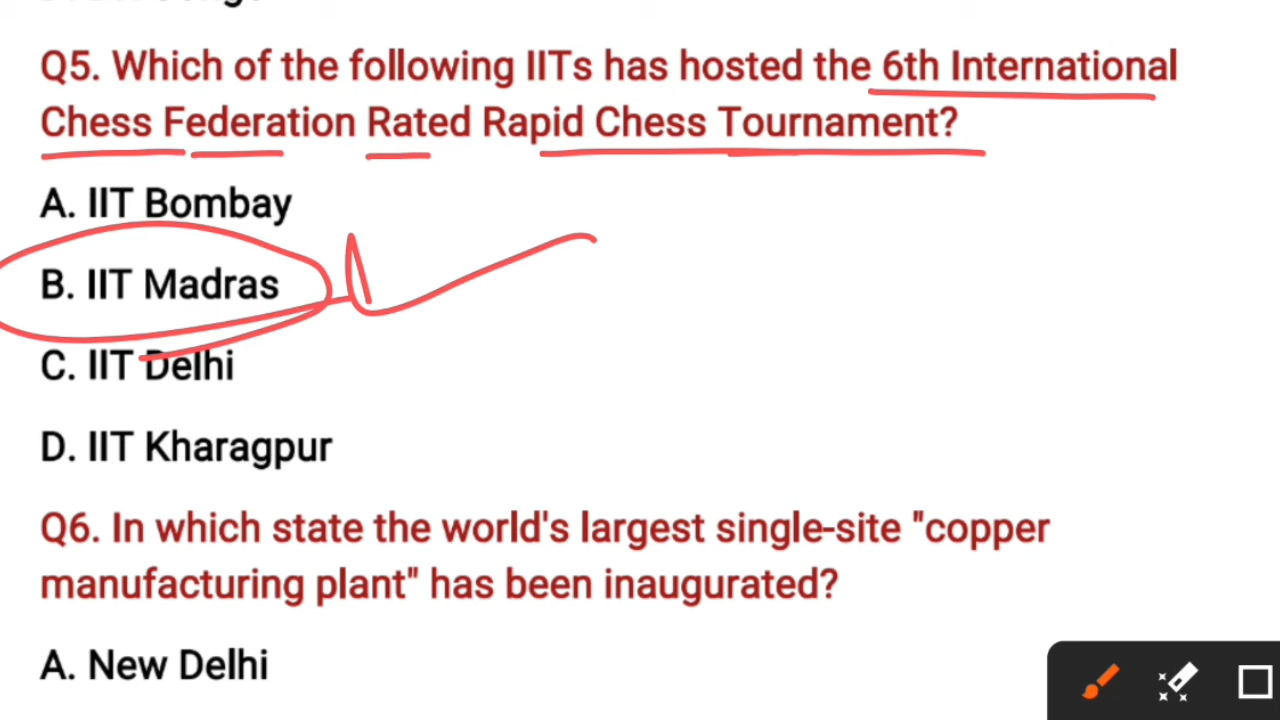 Q5. Which of the following IITs has hosted the 6th International
Chess Federation Rated Rapid Chess Tournament?
A. IIT Bombay
B. IIT Madras
C. IIT Delhi
D. IIT Kharagpur
Q6. In which state the world's largest single-site "copper
manufacturing plant" has been inaugurated?
A. New Delhi